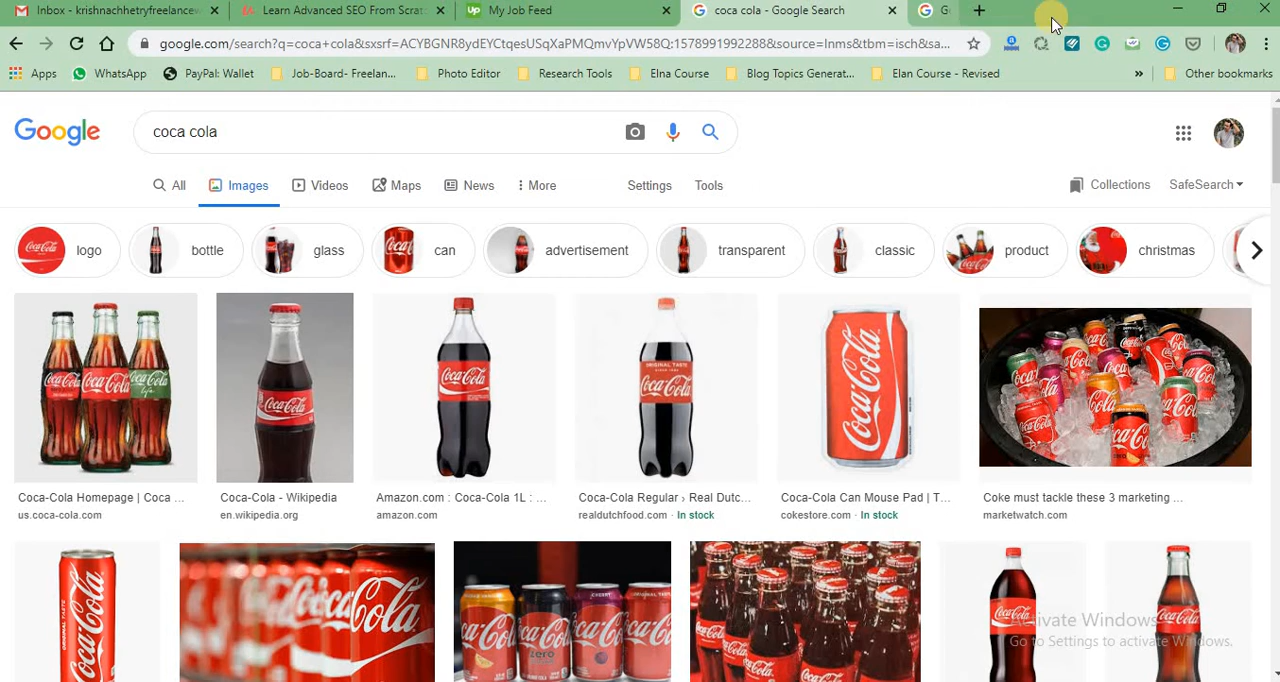 Inbox - krishnachhetryfreelancew
Learn Advanced SEO From Scrat
Up My Job Feed
coca cola - Google Search
G
google.com/search?q=coca+cola&sxsrf=ACYBGNR8ydEYCtqesUSqXaPMQmvYpVW58Q:1578991992288&source=lnms&tbm=isch&sa...
Apps WhatsApp PayPal: Wallet Job-Board- Freelan... Photo Editor Research Tools Elna Course Blog Topics Generat... Elan Course - Revised » Other bookmarks
Google
coca cola
All Images Videos Maps News More Settings Tools Collections SafeSearch
logo bottle glass can advertisement transparent classic product christmas
Coca-Cola Homepage | Coca ...
us.coca-cola.com
Coca-Cola - Wikipedia
en.wikipedia.org
Amazon.com : Coca-Cola 1L : ...
amazon.com
Coca-Cola Regular › Real Dutc...
realdutchfood.com · In stock
Coca-Cola Can Mouse Pad | T...
cokestore.com · In stock
Coke must tackle these 3 marketing ...
marketwatch.com
Activate Windows
Go to Settings to activate Windows.